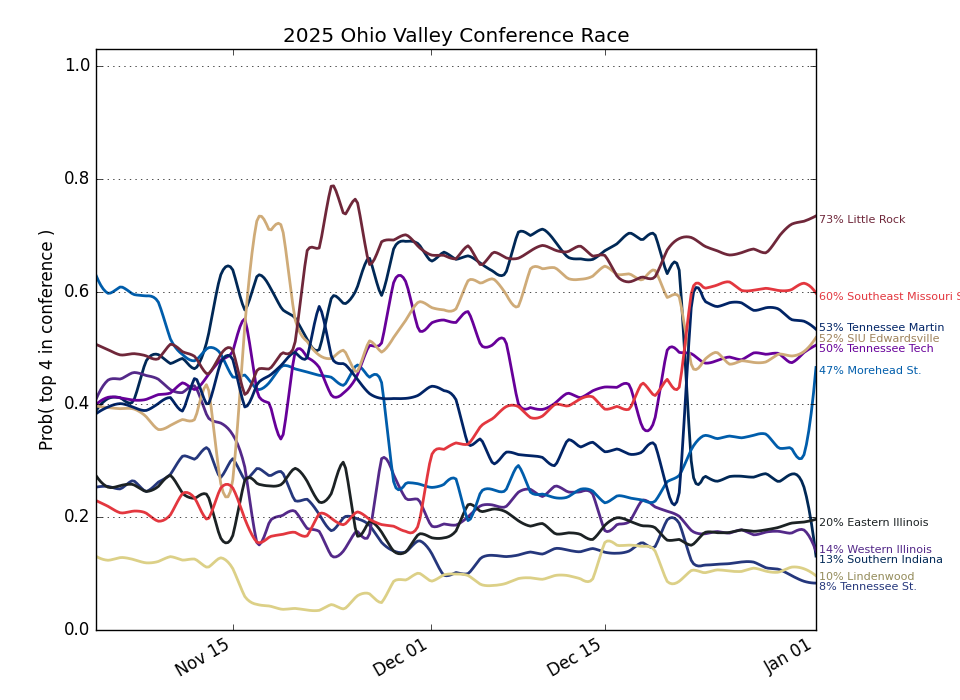 2025 Ohio Valley Conference Race
Prob( top 4 in conference )
1.0
0.8
0.6
0.4
0.2
0.0
Nov 15
Dec 01
Dec 15
Jan 01
73% Little Rock
60% Southeast Missouri S
53% Tennessee Martin
52% SIU Edwardsville
50% Tennessee Tech
47% Morehead St.
20% Eastern Illinois
14% Western Illinois
13% Southern Indiana
10% Lindenwood
8% Tennessee St.